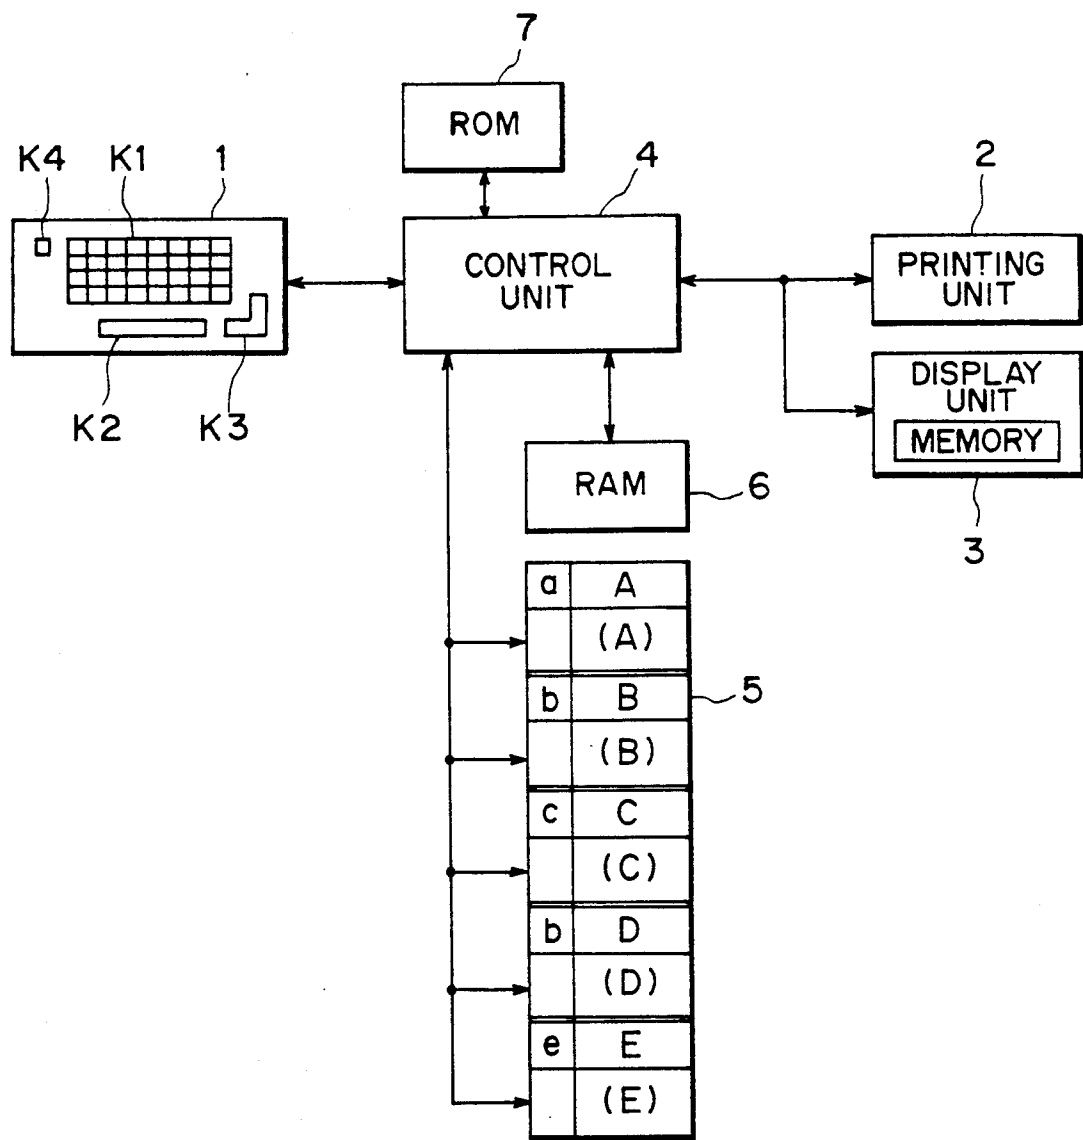 7
ROM
K4 K1 1
4
2
CONTROL
UNIT
PRINTING
UNIT
DISPLAY
UNIT
MEMORY
K2 K3
3
RAM
6
a A
(A)
b B
(B)
5
c C
(C)
b D
(D)
e E
(E)